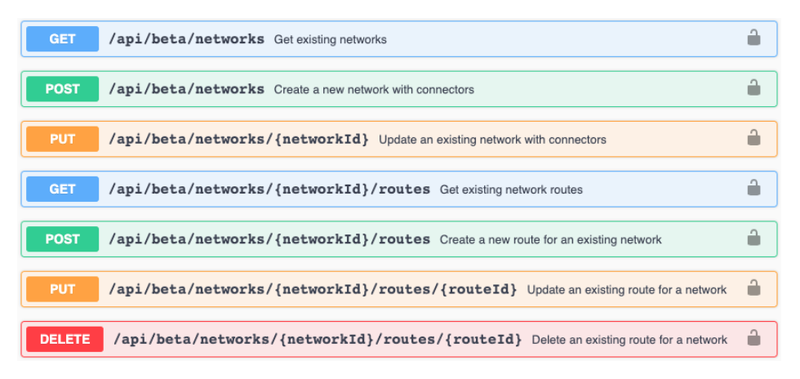 GET /api/beta/networks Get existing networks
POST /api/beta/networks Create a new network with connectors
PUT /api/beta/networks/{networkId} Update an existing network with connectors
GET /api/beta/networks/{networkId}/routes Get existing network routes
POST /api/beta/networks/{networkId}/routes Create a new route for an existing network
PUT /api/beta/networks/{networkId}/routes/{routeId} Update an existing route for a network
DELETE /api/beta/networks/{networkId}/routes/{routeId} Delete an existing route for a network